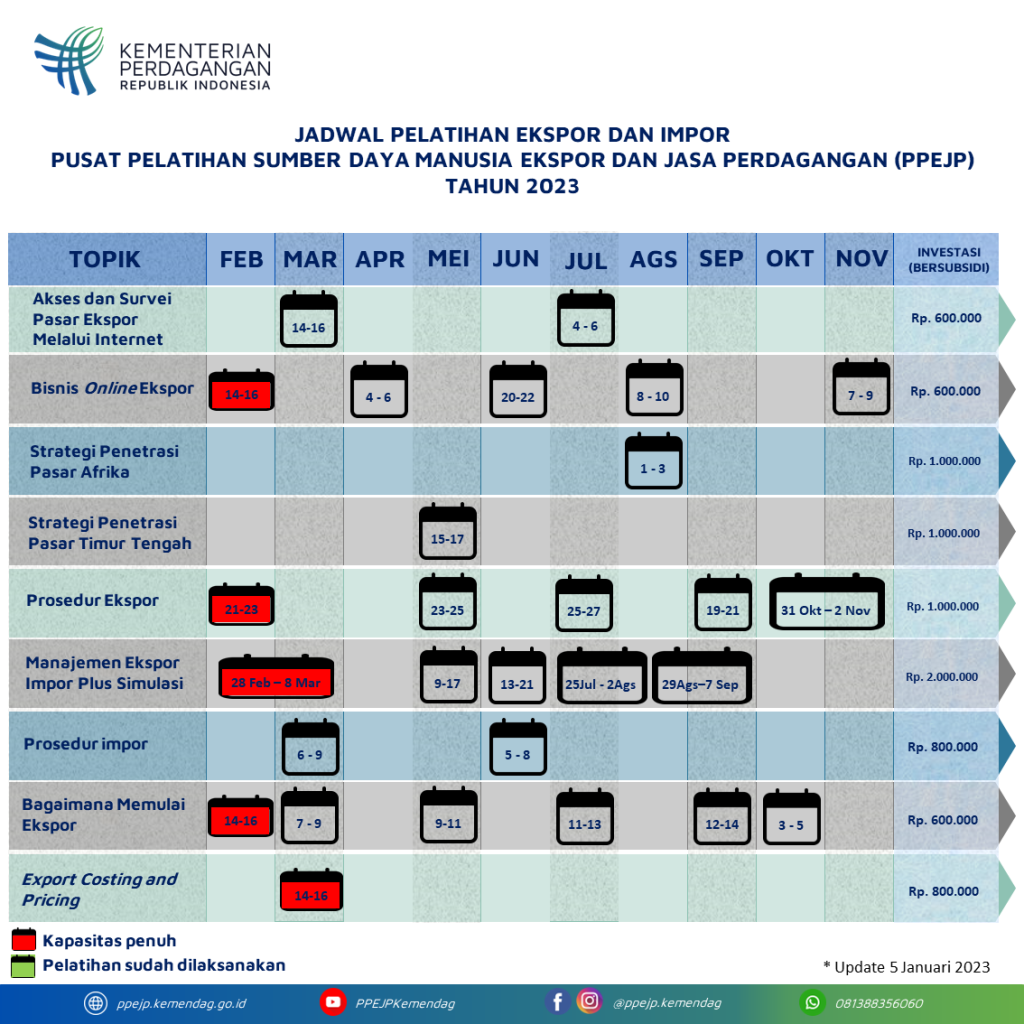 KEMENTERIAN
PERDAGANGAN
REPUBLIK INDONESIA
JADWAL PELATIHAN EKSPOR DAN IMPOR
PUSAT PELATIHAN SUMBER DAYA MANUSIA EKSPOR DAN JASA PERDAGANGAN (PPEJP)
TAHUN 2023
TOPIK FEB MAR APR MEI JUN JUL AGS SEP OKT NOV INVESTASI (BERSUBSIDI)
Akses dan Survei
Pasar Ekspor
Melalui Internet
14-16 4 - 6 Rp. 600.000
Bisnis Online Ekspor 14-16 4 - 6 20-22 8 - 10 7 - 9 Rp. 600.000
Strategi Penetrasi
Pasar Afrika
1 - 3 Rp. 1.000.000
Strategi Penetrasi
Pasar Timur Tengah
15-17 Rp. 1.000.000
Prosedur Ekspor 21-23 23-25 25-27 19-21 31 Okt – 2 Nov Rp. 1.000.000
Manajemen Ekspor
Impor Plus Simulasi
28 Feb – 8 Mar 9-17 13-21 25Jul - 2Ags 29Ags–7 Sep Rp. 2.000.000
Prosedur impor 6 - 9 5 - 8 Rp. 800.000
Bagaimana Memulai
Ekspor
14-16 7 - 9 9-11 11-13 12-14 3 - 5 Rp. 600.000
Export Costing and
Pricing
14-16 Rp. 800.000
Kapasitas penuh
Pelatihan sudah dilaksanakan
* Update 5 Januari 2023
ppejp.kemendag.go.id PPEJPKemendag @ppejp.kemendag 081388356060